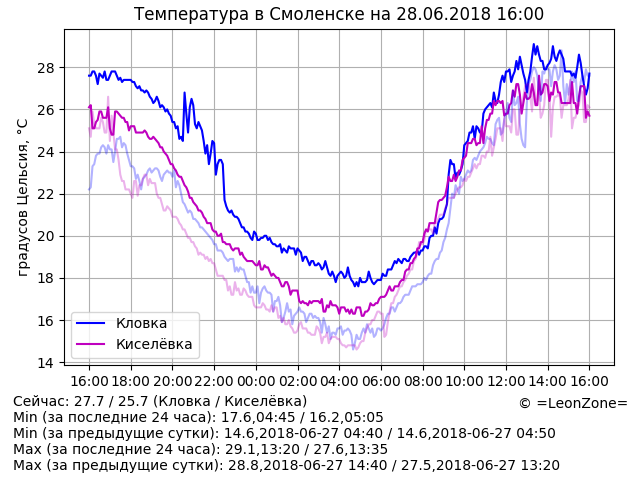 Температура в Смоленске на 28.06.2018 16:00
градусов Цельсия, °C
28
26
24
22
20
18
16
14
Кловка
Киселёвка
16:00 18:00 20:00 22:00 00:00 02:00 04:00 06:00 08:00 10:00 12:00 14:00 16:00
Сейчас: 27.7 / 25.7 (Кловка / Киселёвка)
© =LeonZone=
Min (за последние 24 часа): 17.6,04:45 / 16.2,05:05
Min (за предыдущие сутки): 14.6,2018-06-27 04:40 / 14.6,2018-06-27 04:50
Max (за последние 24 часа): 29.1,13:20 / 27.6,13:35
Max (за предыдущие сутки): 28.8,2018-06-27 14:40 / 27.5,2018-06-27 13:20